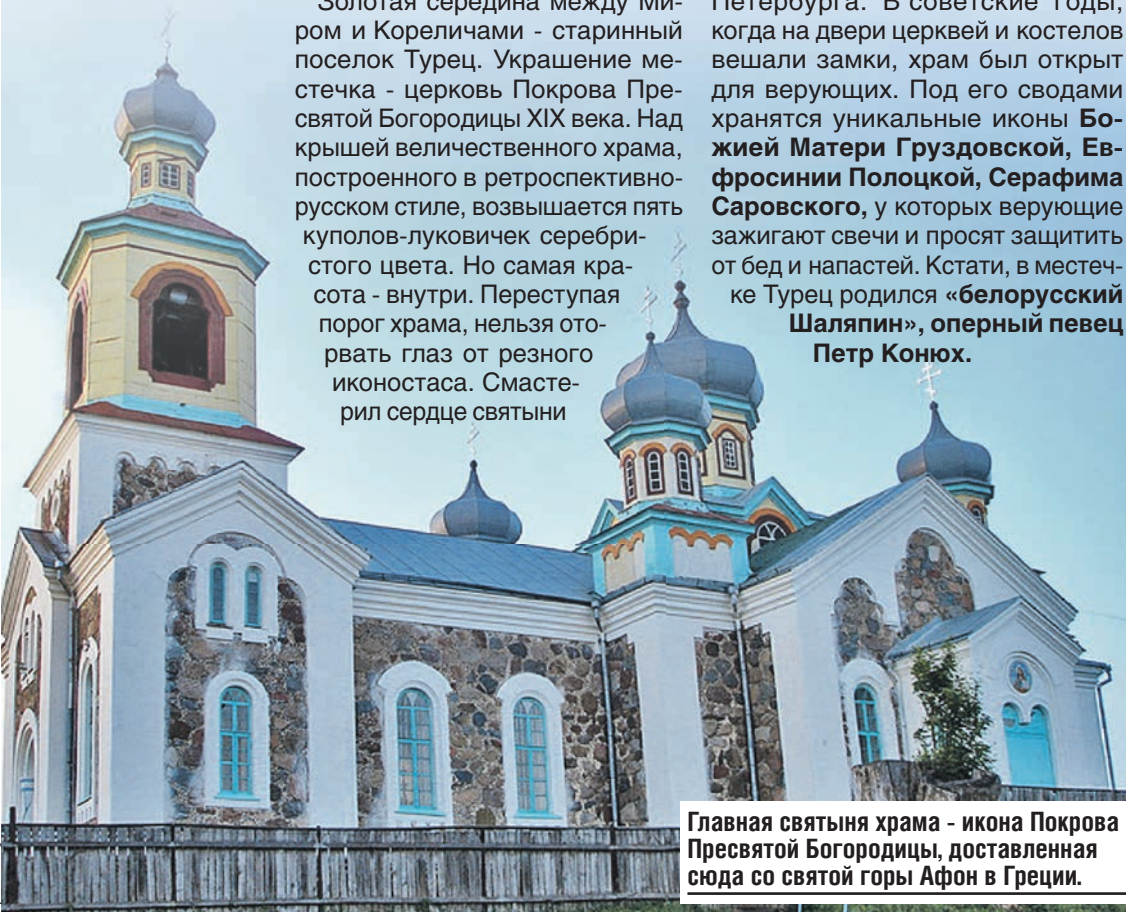 Золотая середина между Ми-
ром и Кореличами - старинный
поселок Турец. Украшение ме-
стечка - церковь Покрова Пре-
святой Богородицы XIX века. Над
крышей величественного храма,
построенного в ретроспективно-
русском стиле, возвышается пять
куполов-луковичек серебри-
стого цвета. Но самая кра-
сота - внутри. Переступая
порог храма, нельзя ото-
рвать глаз от резного
иконостаса. Смасте-
рил сердце святыни
Петербурга. В советские годы,
когда на двери церквей и костелов
вешали замки, храм был открыт
для верующих. Под его сводами
хранятся уникальные иконы Бо-
жией Матери Груздовской, Ев-
фросинии Полоцкой, Серафима
Саровского, у которых верующие
зажигают свечи и просят защитить
от бед и напастей. Кстати, в местеч-
ке Турец родился «белорусский
Шаляпин», оперный певец
Петр Конюх.
Главная святыня храма - икона Покрова
Пресвятой Богородицы, доставленная
сюда со святой горы Афон в Греции.